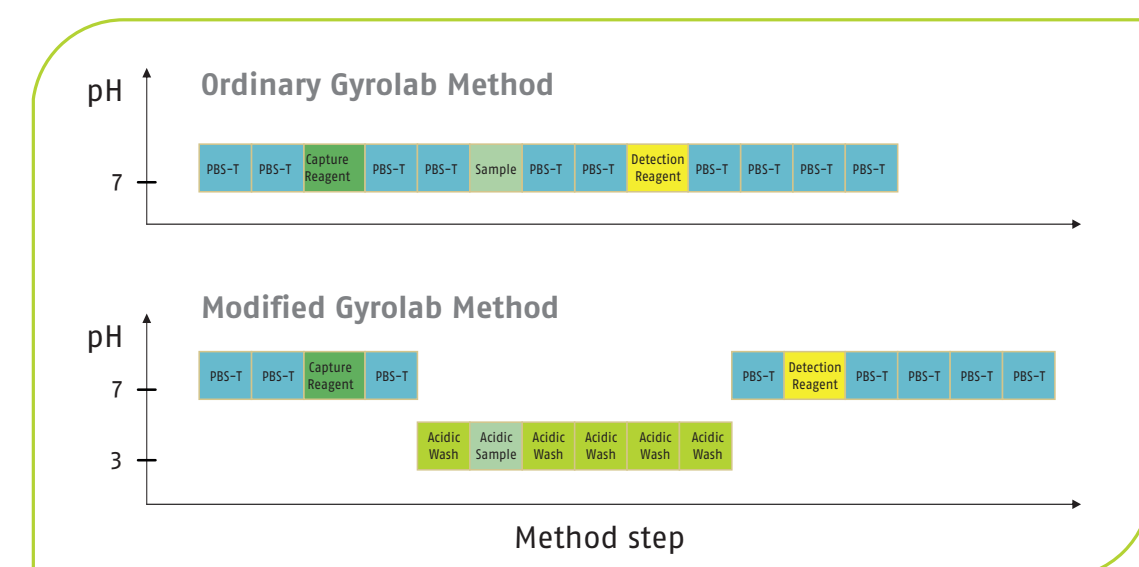 Ordinary Gyrolab Method
pH
7
PBS-T PBS-T Capture Reagent PBS-T PBS-T Sample PBS-T PBS-T Detection Reagent PBS-T PBS-T PBS-T PBS-T
Modified Gyrolab Method
pH
7
PBS-T PBS-T Capture Reagent PBS-T PBS-T Detection Reagent PBS-T PBS-T PBS-T PBS-T
3
Acidic Wash Acidic Sample Acidic Wash Acidic Wash Acidic Wash Acidic Wash
Method step